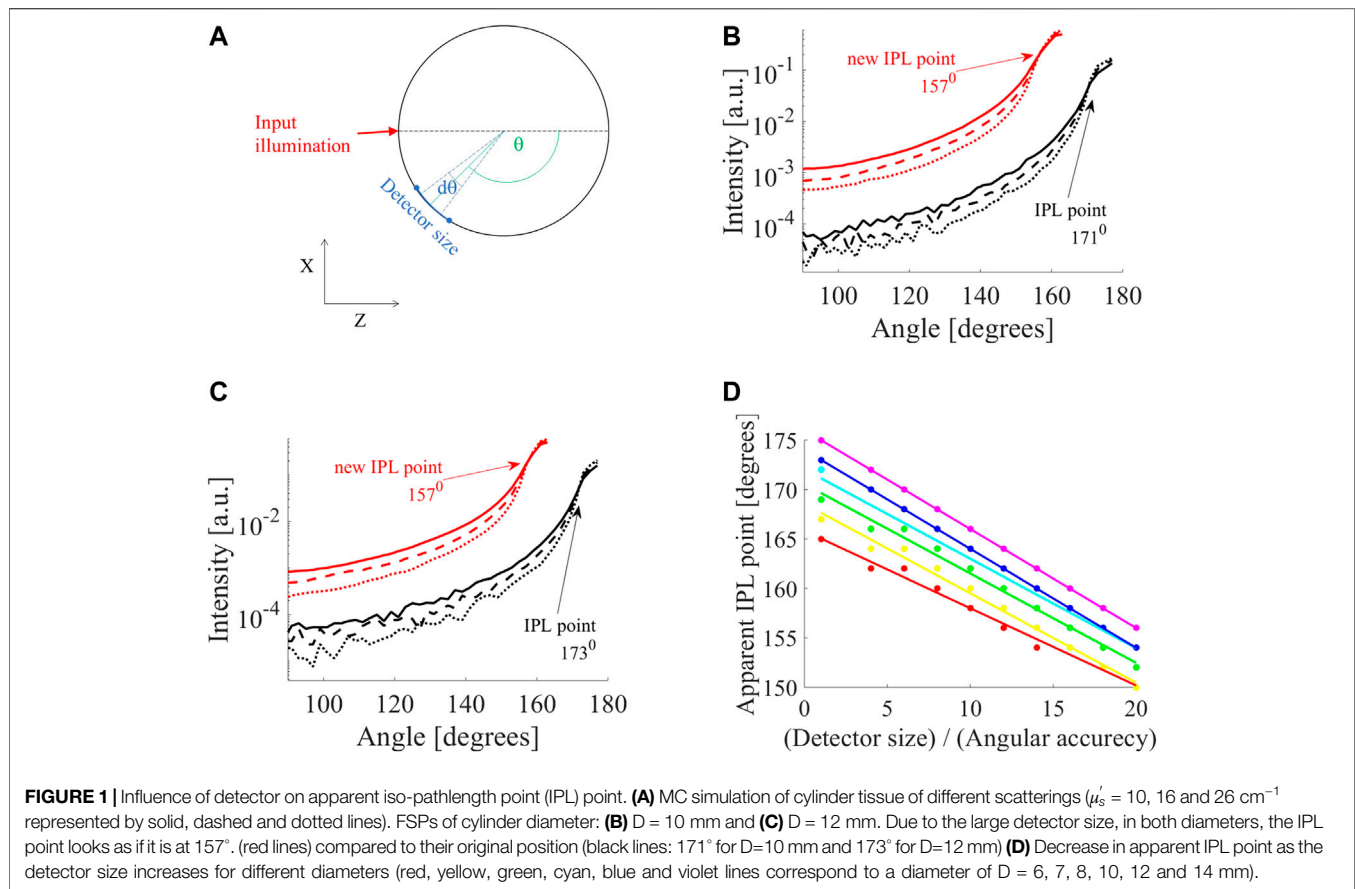 A
Input
illumination
θ
dθ
Detector size
X
Z
B
Intensity [a.u.]
10⁻¹
10⁻²
10⁻³
10⁻⁴
new IPL point
157⁰
IPL point
171⁰
100 120 140 160 180
Angle [degrees]
C
Intensity [a.u.]
10⁻²
10⁻⁴
new IPL point
157⁰
IPL point
173⁰
100 120 140 160 180
Angle [degrees]
D
Apparent IPL point [degrees]
175
170
165
160
155
150
0 5 10 15 20
(Detector size) / (Angular accurecy)
FIGURE 1 | Influence of detector on apparent iso-pathlength point (IPL) point. (A) MC simulation of cylinder tissue of different scatterings (μ′ₛ = 10, 16 and 26 cm⁻¹
represented by solid, dashed and dotted lines). FSPs of cylinder diameter: (B) D = 10 mm and (C) D = 12 mm. Due to the large detector size, in both diameters, the IPL
point looks as if it is at 157°. (red lines) compared to their original position (black lines: 171° for D=10 mm and 173° for D=12 mm) (D) Decrease in apparent IPL point as the
detector size increases for different diameters (red, yellow, green, cyan, blue and violet lines correspond to a diameter of D = 6, 7, 8, 10, 12 and 14 mm).